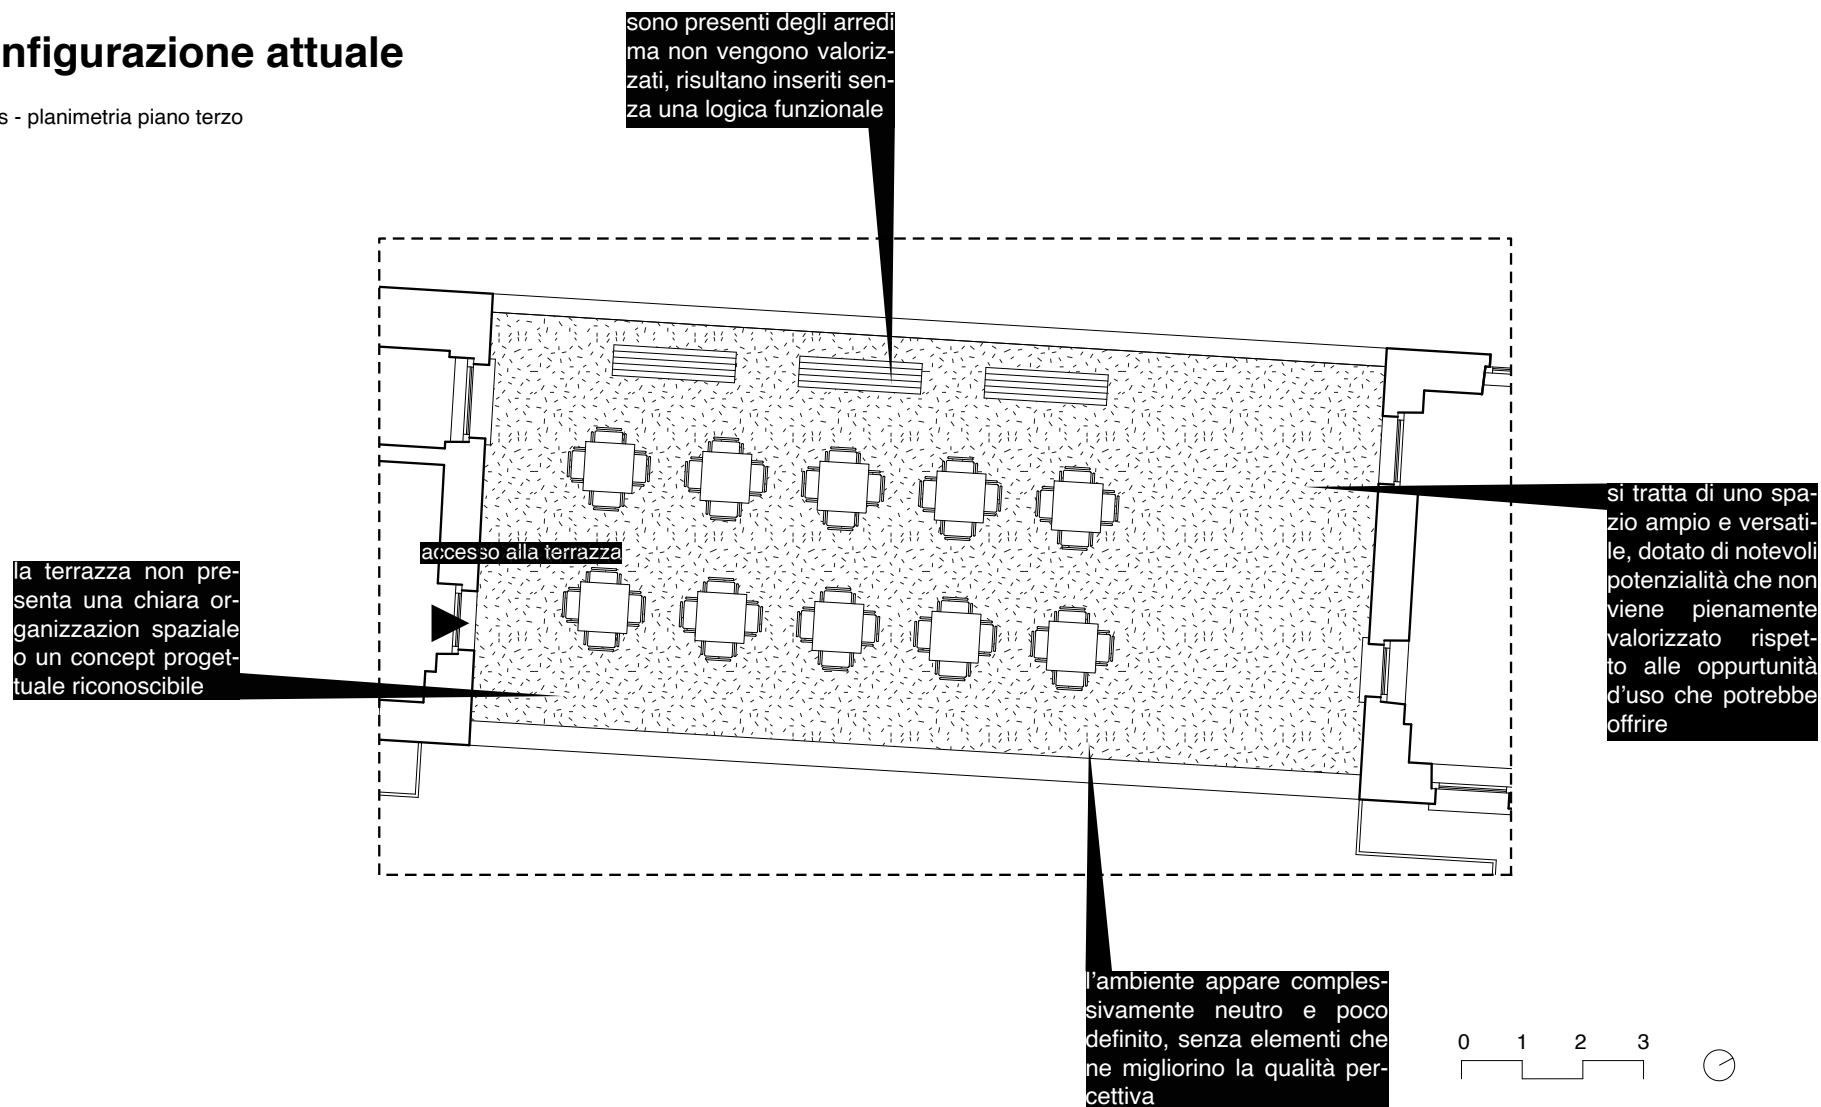 nfigurazione attuale
s - planimetria piano terzo
sono presenti degli arredi
ma non vengono valoriz-
zati, risultano inseriti sen-
za una logica funzionale
accesso alla terrazza
la terrazza non pre-
senta una chiara or-
ganizzazion spaziale
o un concept proget-
tuale riconoscibile
si tratta di uno spa-
zio ampio e versati-
le, dotato di notevoli
potenzialità che non
viene pienamente
valorizzato rispet-
to alle oppurtunità
d'uso che potrebbe
offrire
l'ambiente appare comples-
sivamente neutro e poco
definito, senza elementi che
ne migliorino la qualità per-
cettiva
0 1 2 3